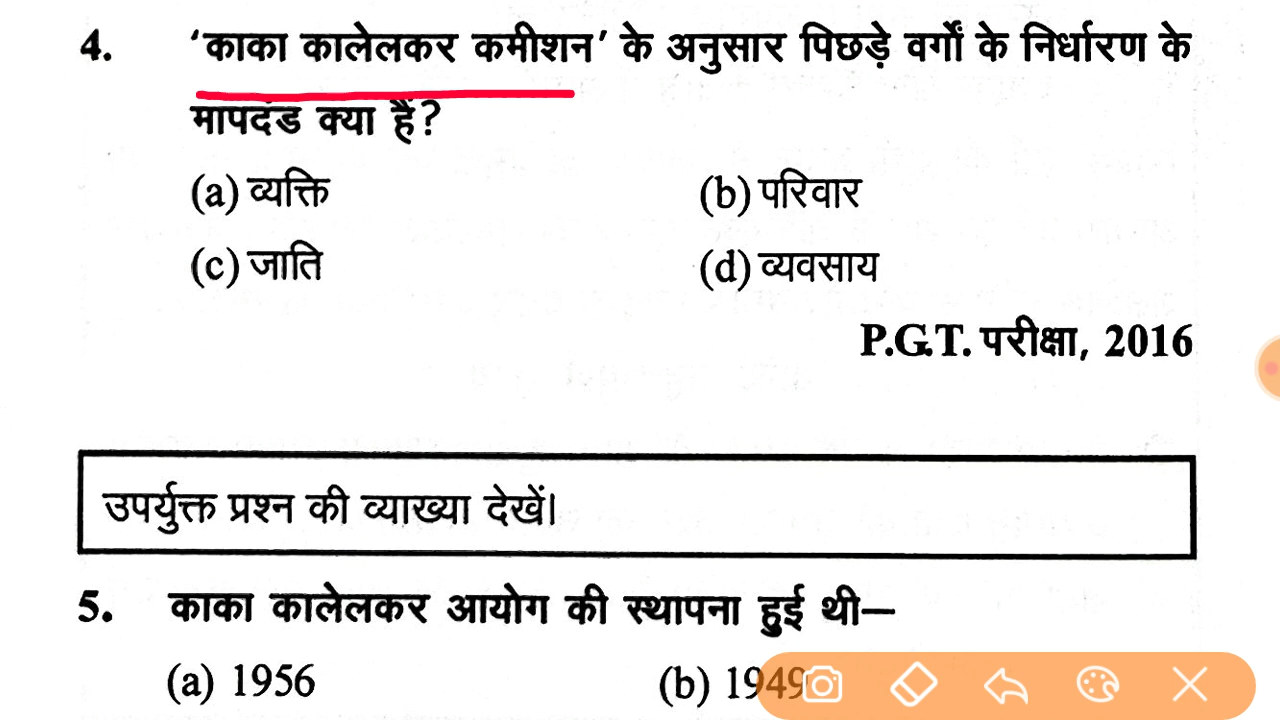 4. ‘काका कालेलकर कमीशन’ के अनुसार पिछड़े वर्गों के निर्धारण के
मापदंड क्या हैं?
(a) व्यक्ति (b) परिवार
(c) जाति (d) व्यवसाय
P.G.T. परीक्षा, 2016
उपर्युक्त प्रश्न की व्याख्या देखें।
5. काका कालेलकर आयोग की स्थापना हुई थी—
(a) 1956 (b) 1949